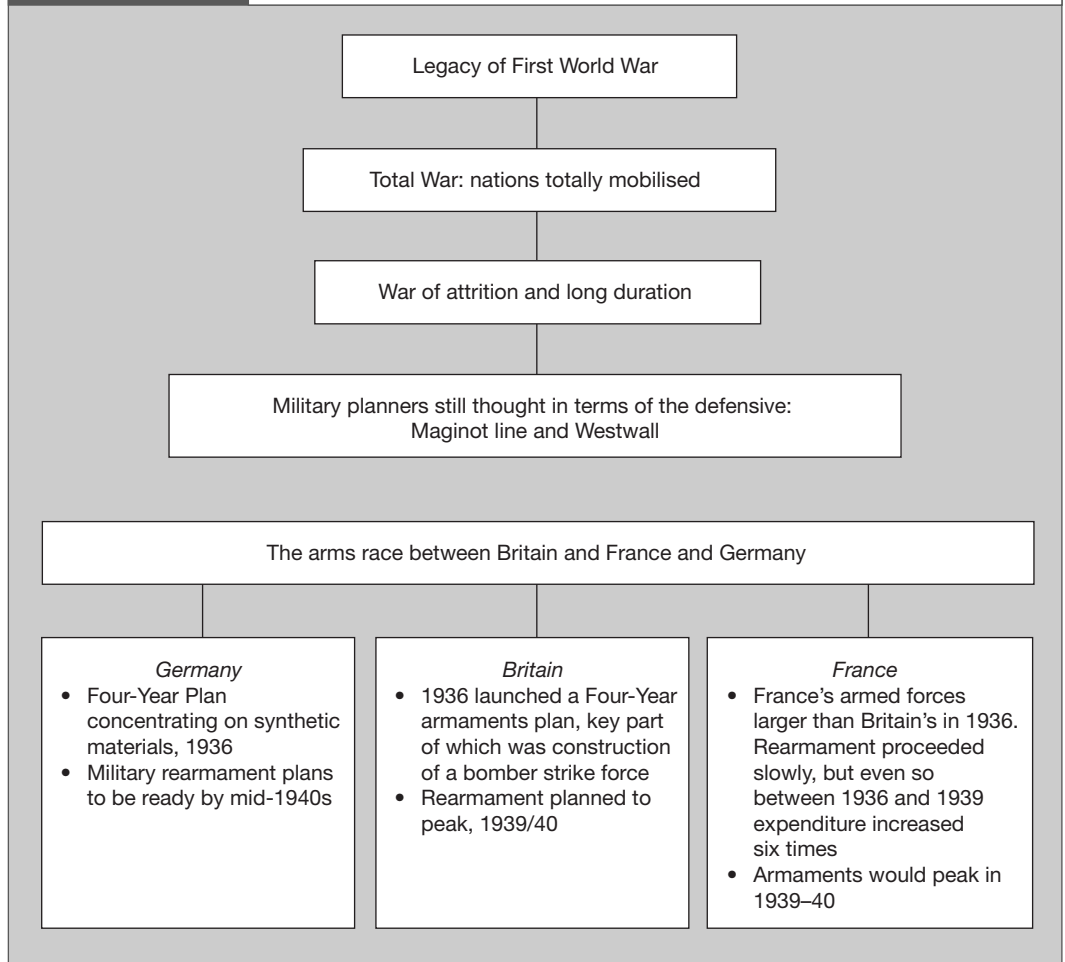 Legacy of First World War
Total War: nations totally mobilised
War of attrition and long duration
Military planners still thought in terms of the defensive:
Maginot line and Westwall
The arms race between Britain and France and Germany
Germany
• Four-Year Plan
concentrating on synthetic
materials, 1936
• Military rearmament plans
to be ready by mid-1940s
Britain
• 1936 launched a Four-Year
armaments plan, key part
of which was construction
of a bomber strike force
• Rearmament planned to
peak, 1939/40
France
• France’s armed forces
larger than Britain’s in 1936.
Rearmament proceeded
slowly, but even so
between 1936 and 1939
expenditure increased
six times
• Armaments would peak in
1939–40